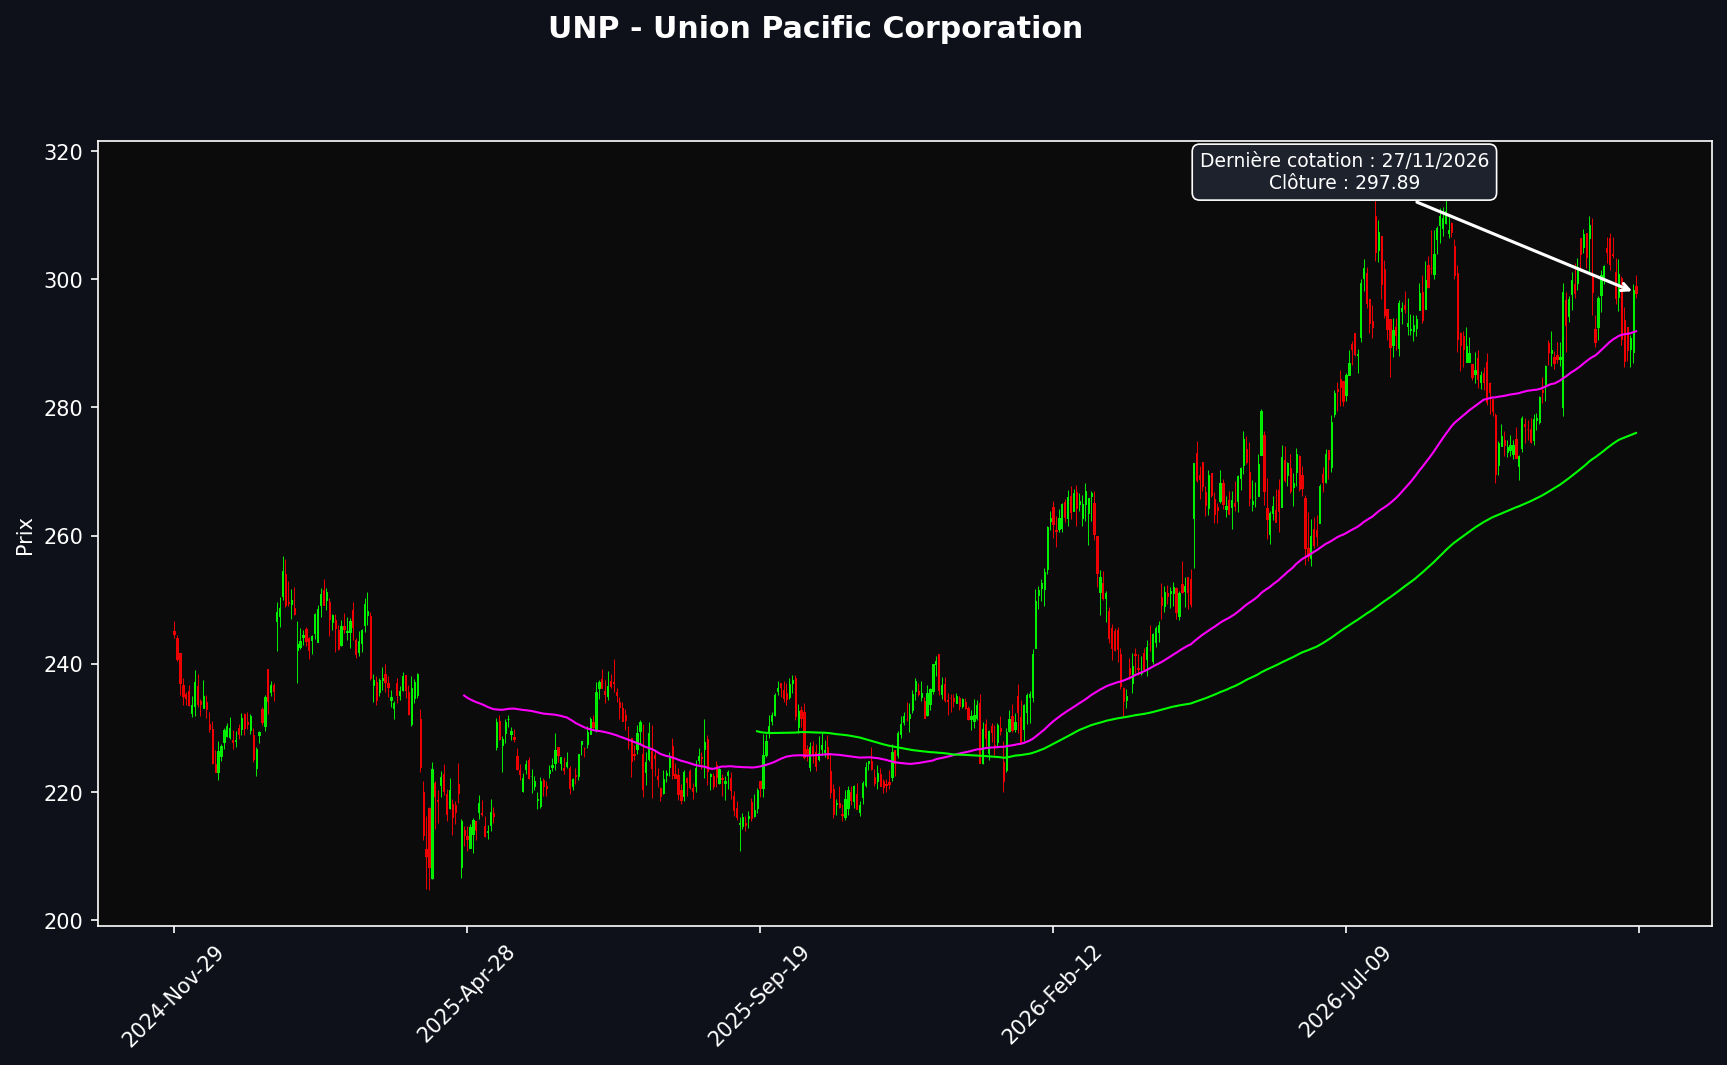 UNP - Union Pacific Corporation
320
Dernière cotation : 27/11/2026
Clôture : 297.89
300
280
260
240
220
200
Prix
2024-Nov-29
2025-Apr-28
2025-Sep-19
2026-Feb-12
2026-Jul-09